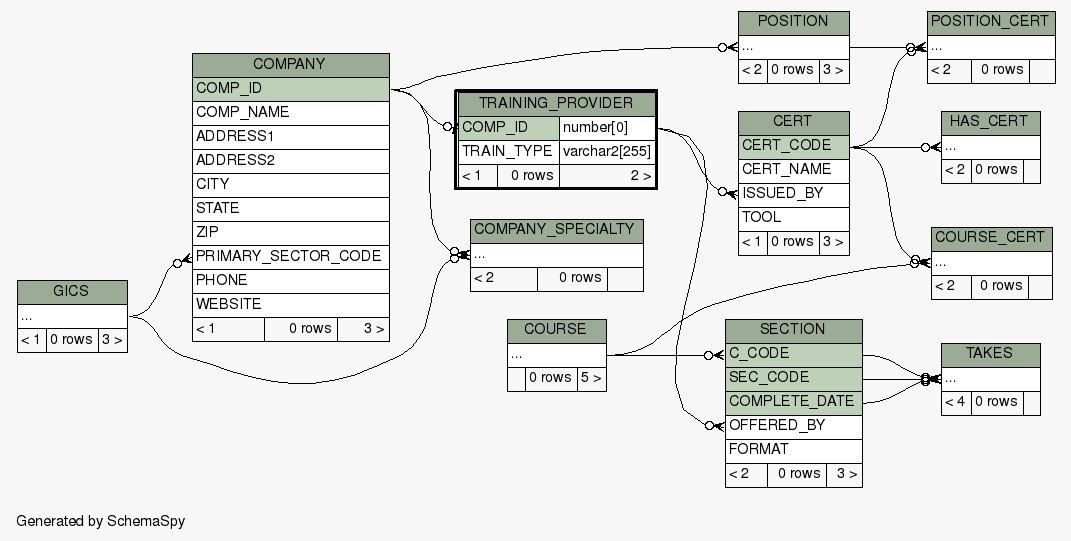 COMPANY
COMP_ID
COMP_NAME
ADDRESS1
ADDRESS2
CITY
STATE
ZIP
PRIMARY_SECTOR_CODE
PHONE
WEBSITE
< 1 0 rows 3 >
GICS
...
< 1 0 rows 3 >
TRAINING_PROVIDER
COMP_ID number[0]
TRAIN_TYPE varchar2[255]
< 1 0 rows 2 >
COMPANY_SPECIALTY
...
< 2 0 rows
COURSE
...
0 rows 5 >
POSITION
...
< 2 0 rows 3 >
CERT
CERT_CODE
CERT_NAME
ISSUED_BY
TOOL
< 1 0 rows 3 >
SECTION
C_CODE
SEC_CODE
COMPLETE_DATE
OFFERED_BY
FORMAT
< 2 0 rows 3 >
POSITION_CERT
...
< 2 0 rows
HAS_CERT
...
< 2 0 rows
COURSE_CERT
...
< 2 0 rows
TAKES
...
< 4 0 rows
Generated by SchemaSpy